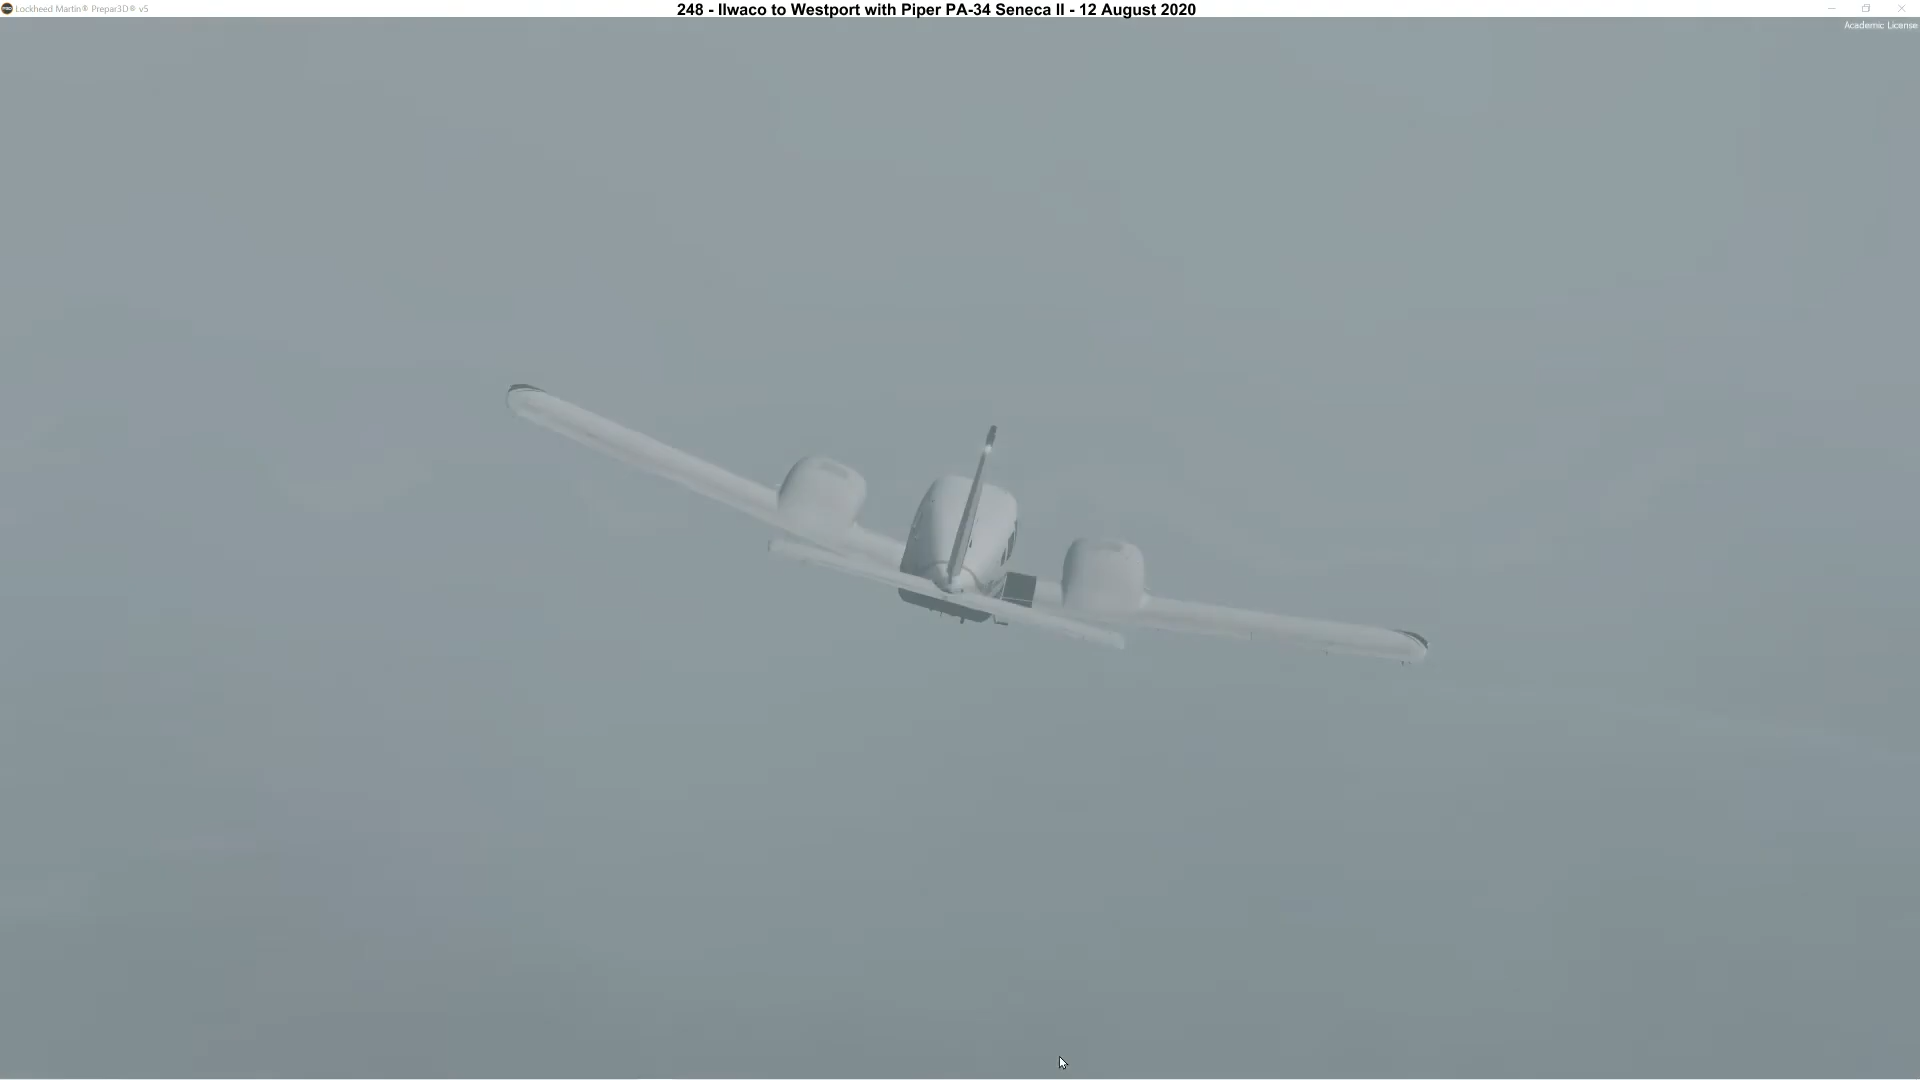 Lockheed Martin® Prepar3D® v5
248 - Ilwaco to Westport with Piper PA-34 Seneca II - 12 August 2020
Academic License